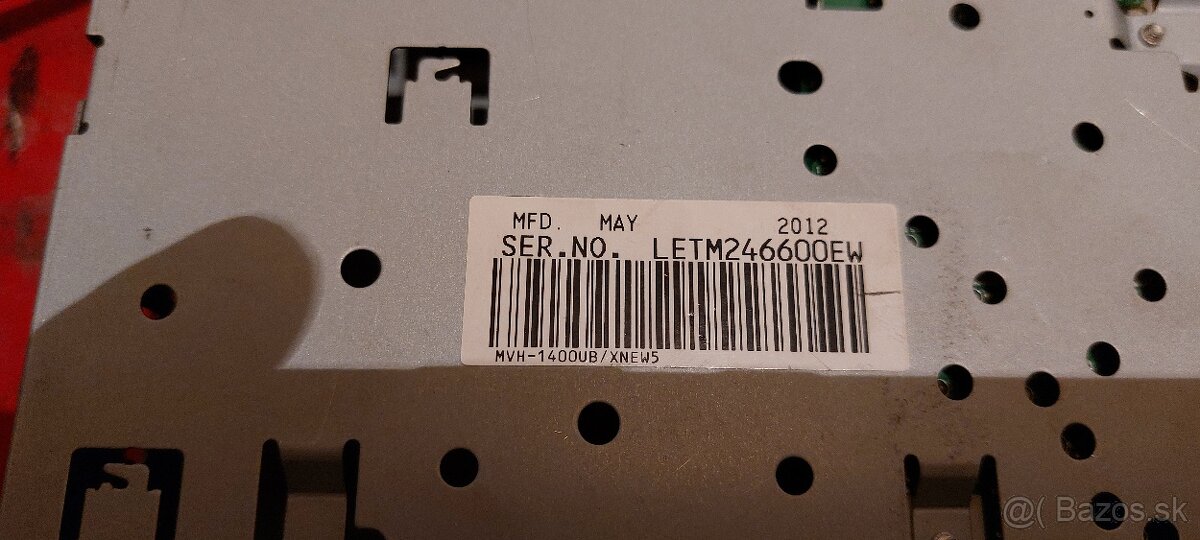 MFD. MAY 2012
SER.NO. LETM246600EW
MVH-1400UB/XNEW5
@( Bazos.sk